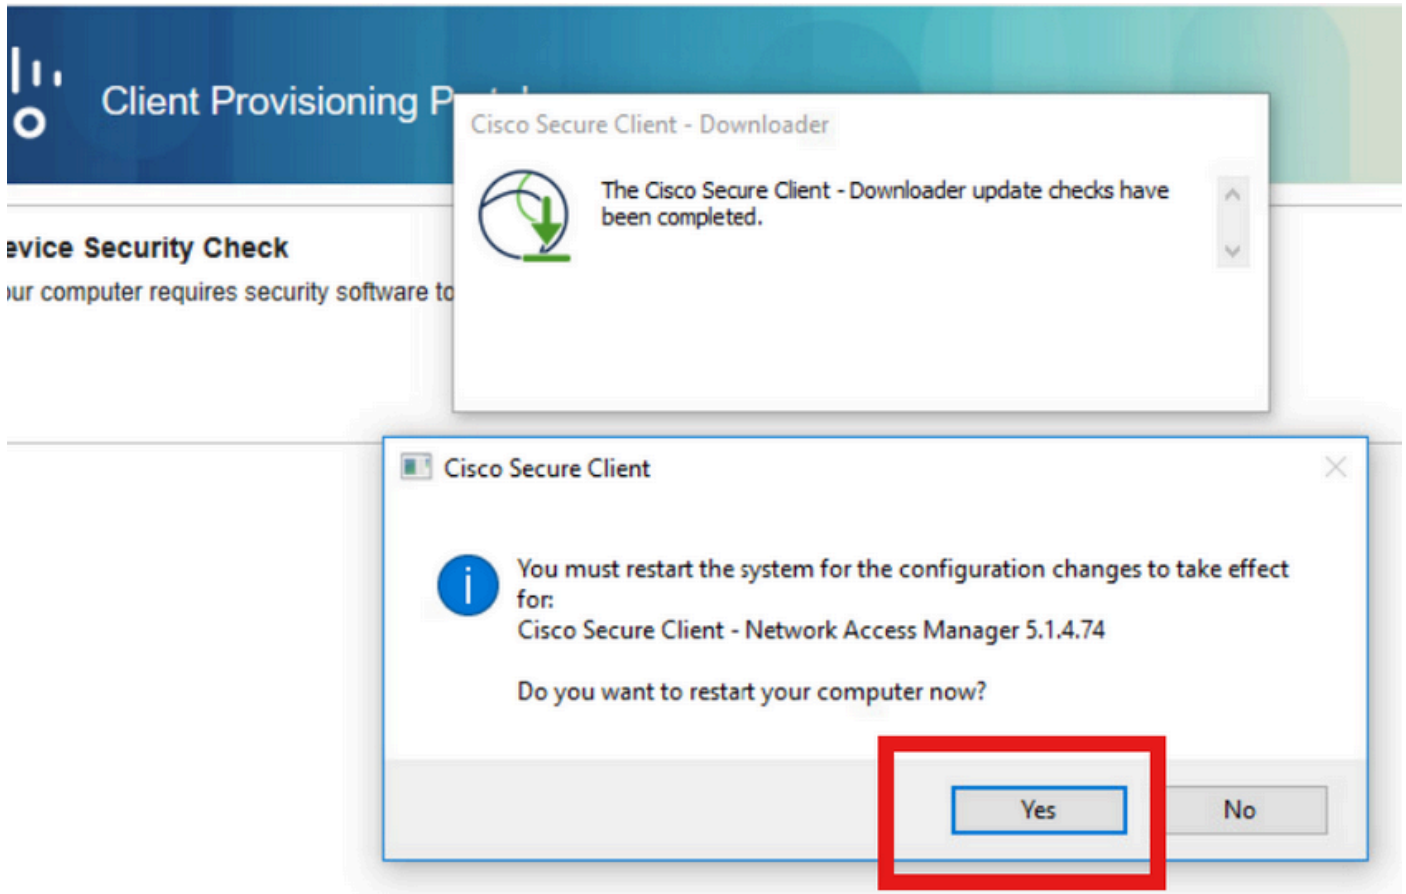 Client Provisioning P
Cisco Secure Client - Downloader
The Cisco Secure Client - Downloader update checks have
been completed.
evice Security Check
our computer requires security software to
Cisco Secure Client
You must restart the system for the configuration changes to take effect
for:
Cisco Secure Client - Network Access Manager 5.1.4.74
Do you want to restart your computer now?
Yes
No